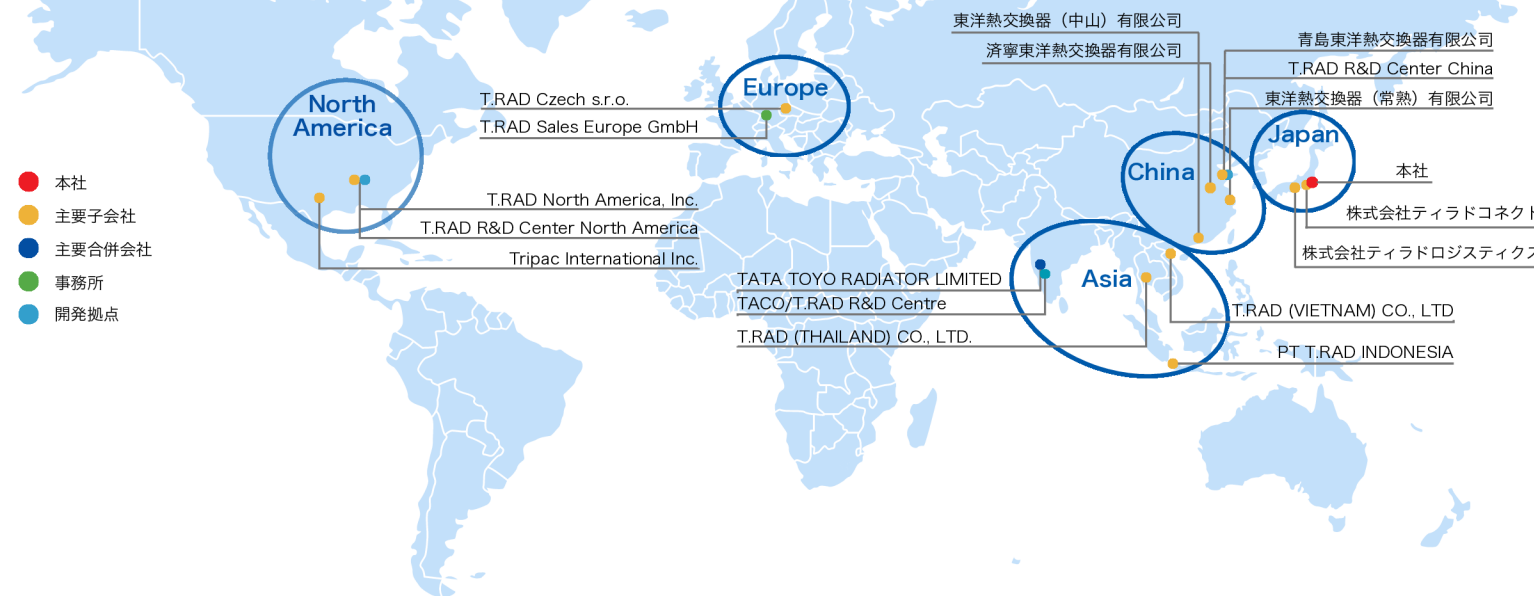 東洋熱交換器（中山）有限公司
済寧東洋熱交換器有限公司
青島東洋熱交換器有限公司
T.RAD R&D Center China
東洋熱交換器（常熟）有限公司
Europe
T.RAD Czech s.r.o.
T.RAD Sales Europe GmbH
North
America
Japan
China
本社
本社
主要子会社
主要合併会社
事務所
開発拠点
T.RAD North America, Inc.
T.RAD R&D Center North America
Tripac International Inc.
株式会社ティラドコネクト
株式会社ティラドロジスティクス
Asia
TATA TOYO RADIATOR LIMITED
TACO/T.RAD R&D Centre
T.RAD (THAILAND) CO., LTD.
T.RAD (VIETNAM) CO., LTD
PT T.RAD INDONESIA